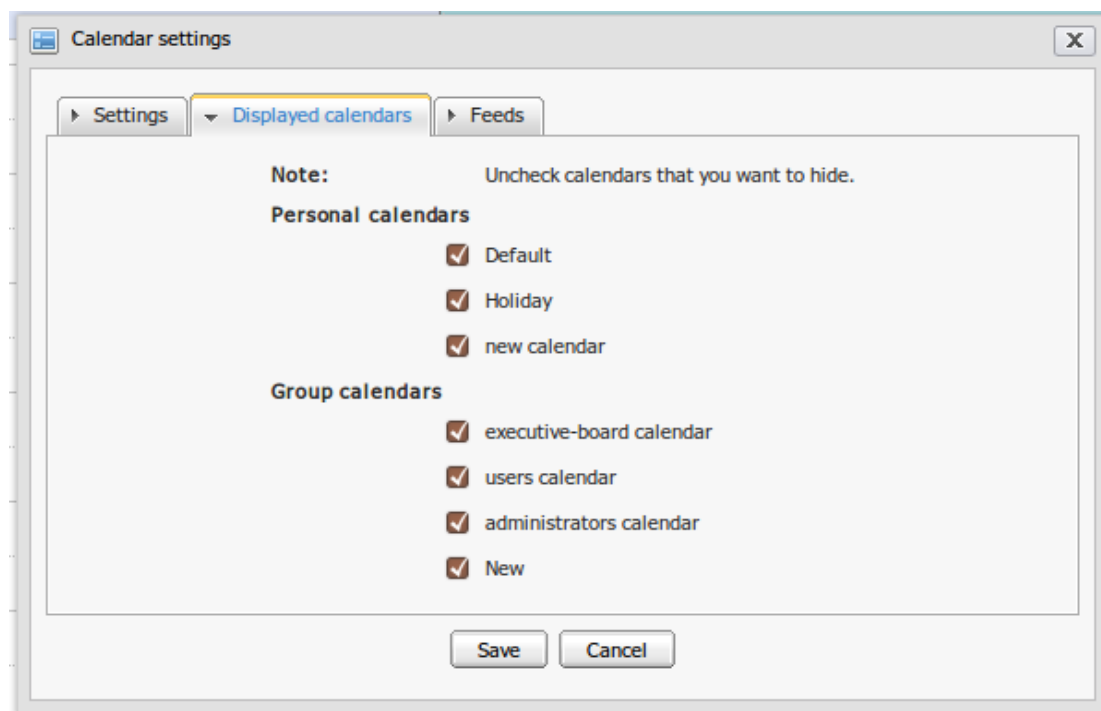 Calendar settings
Settings Displayed calendars Feeds
Note: Uncheck calendars that you want to hide.
Personal calendars
Default
Holiday
new calendar
Group calendars
executive-board calendar
users calendar
administrators calendar
New
Save Cancel